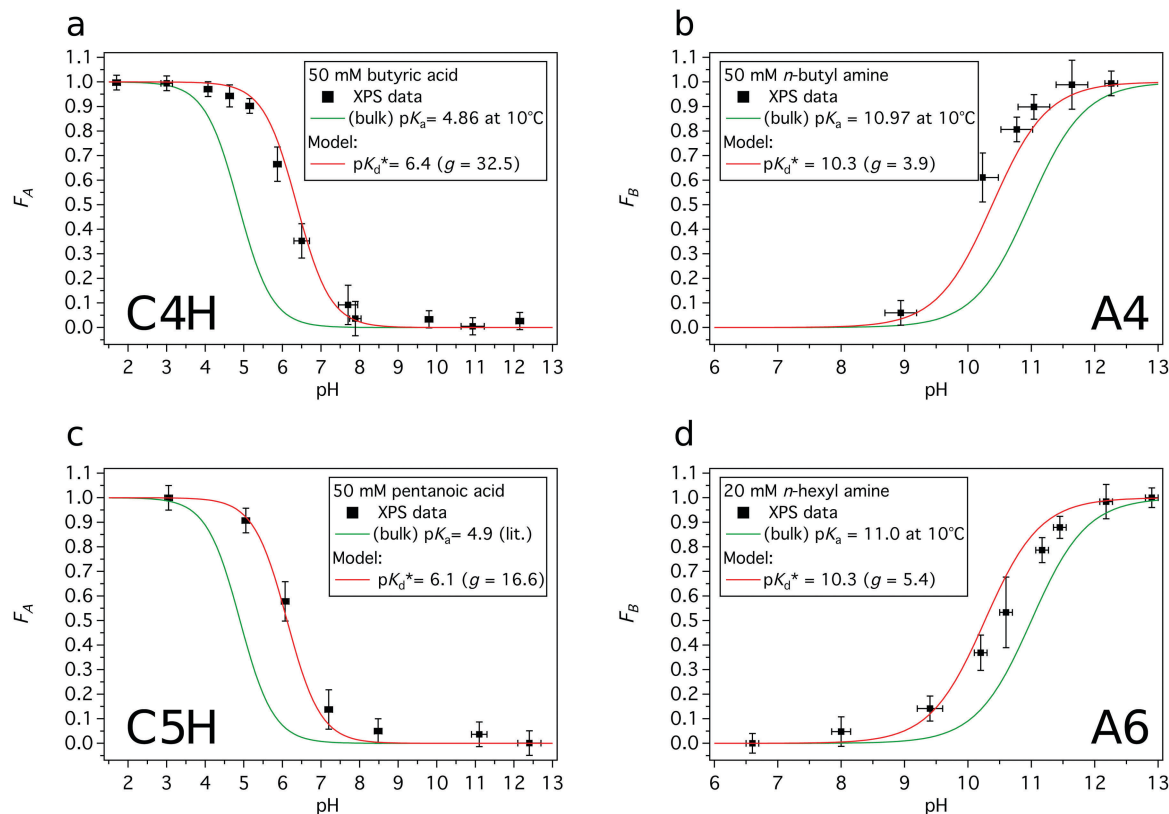 a
1.1
1.0
0.9
0.8
0.7
0.6
0.5
0.4
0.3
0.2
0.1
0.0
F_A
50 mM butyric acid
XPS data
(bulk) pKa= 4.86 at 10°C
Model:
pKd*= 6.4 (g = 32.5)
C4H
2 3 4 5 6 7 8 9 10 11 12 13
pH
b
1.1
1.0
0.9
0.8
0.7
0.6
0.5
0.4
0.3
0.2
0.1
0.0
F_B
50 mM n-butyl amine
XPS data
(bulk) pKa = 10.97 at 10°C
Model:
pKd*= 10.3 (g = 3.9)
A4
6 7 8 9 10 11 12 13
pH
c
1.1
1.0
0.9
0.8
0.7
0.6
0.5
0.4
0.3
0.2
0.1
0.0
F_A
50 mM pentanoic acid
XPS data
(bulk) pKa= 4.9 (lit.)
Model:
pKd*= 6.1 (g = 16.6)
C5H
2 3 4 5 6 7 8 9 10 11 12 13
pH
d
1.1
1.0
0.9
0.8
0.7
0.6
0.5
0.4
0.3
0.2
0.1
0.0
F_B
20 mM n-hexyl amine
XPS data
(bulk) pKa = 11.0 at 10°C
Model:
pKd* = 10.3 (g = 5.4)
A6
6 7 8 9 10 11 12 13
pH